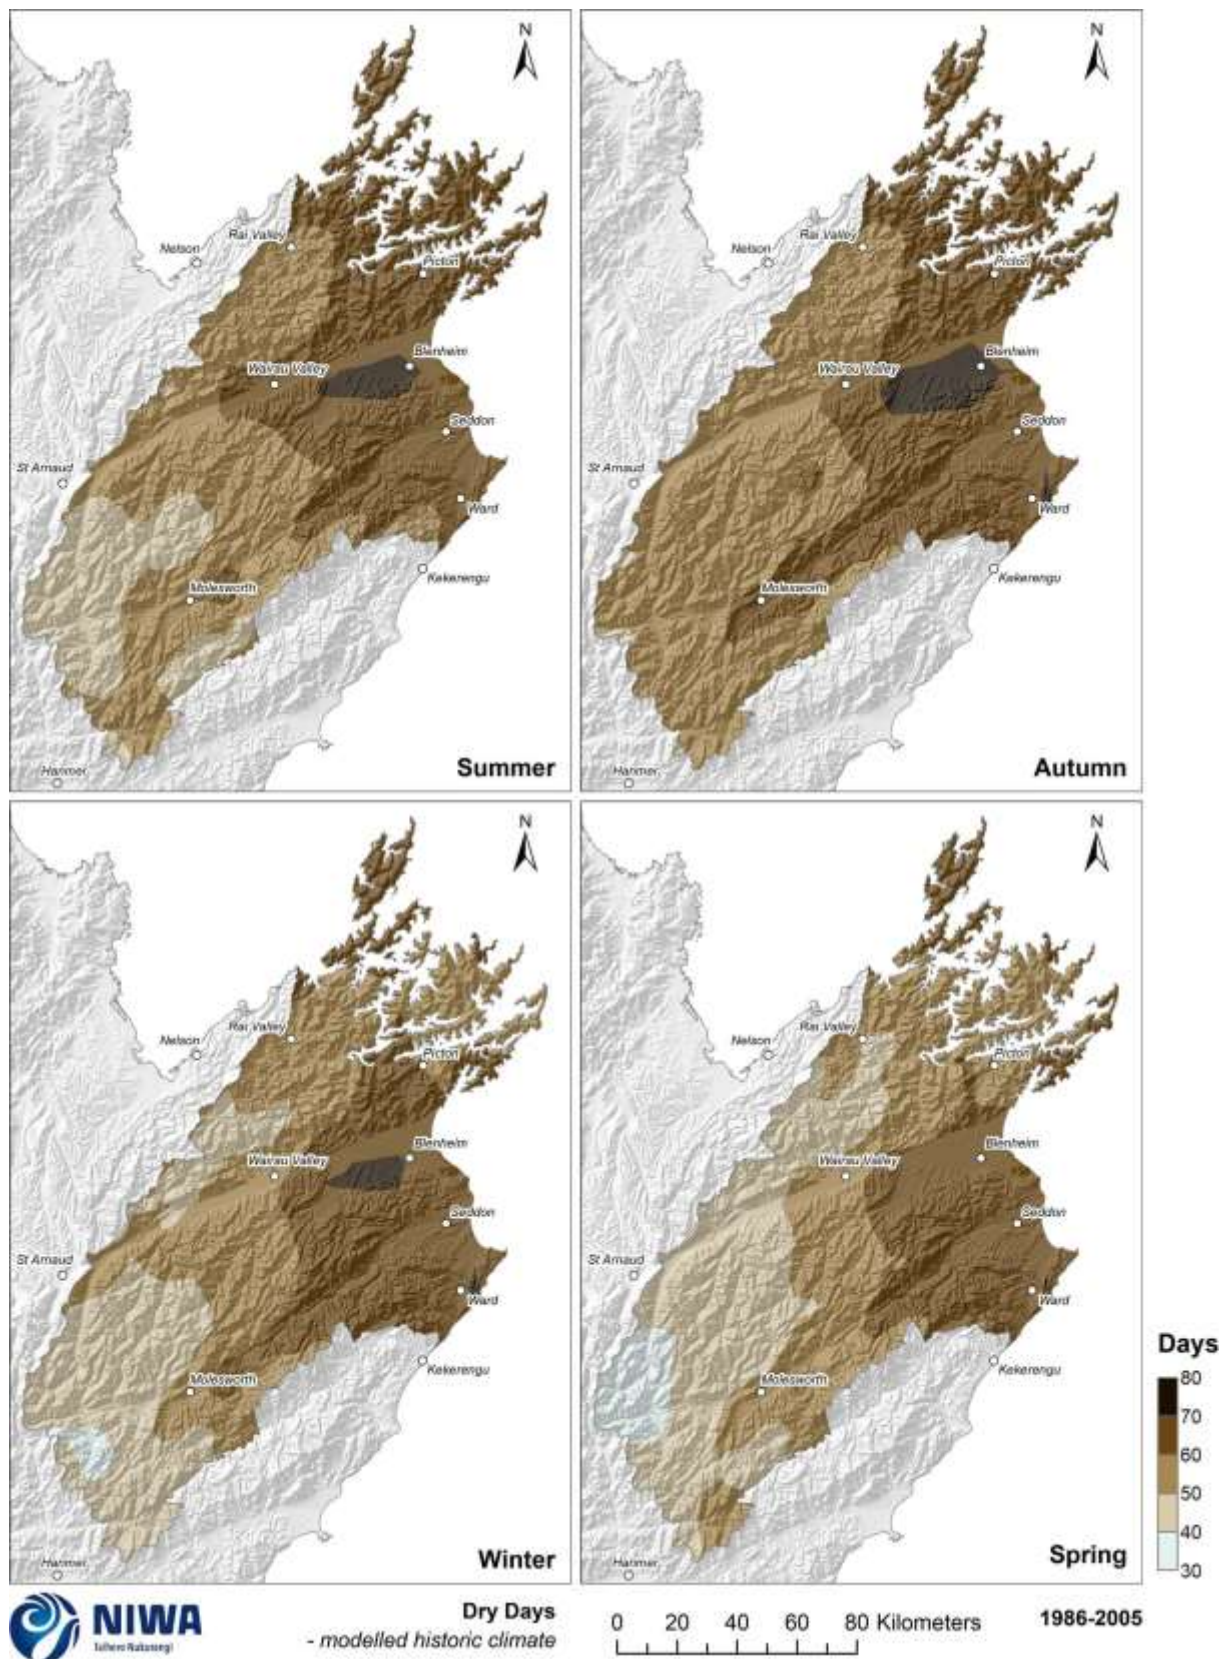 N
Rai Valley
Nelson
Picton
Blenheim
Wairau Valley
Seddon
St Arnaud
Ward
Molesworth
Kekerengu
Hanmer
Summer
N
Rai Valley
Nelson
Picton
Blenheim
Wairau Valley
Seddon
St Arnaud
Ward
Molesworth
Kekerengu
Hanmer
Autumn
N
Rai Valley
Nelson
Picton
Blenheim
Wairau Valley
Seddon
St Arnaud
Ward
Molesworth
Kekerengu
Hanmer
Winter
N
Rai Valley
Nelson
Picton
Blenheim
Wairau Valley
Seddon
St Arnaud
Ward
Molesworth
Kekerengu
Hanmer
Spring
Days
80
70
60
50
40
30
NIWA
Taihoro Nukurangi
Dry Days
- modelled historic climate
0 20 40 60 80 Kilometers
1986-2005